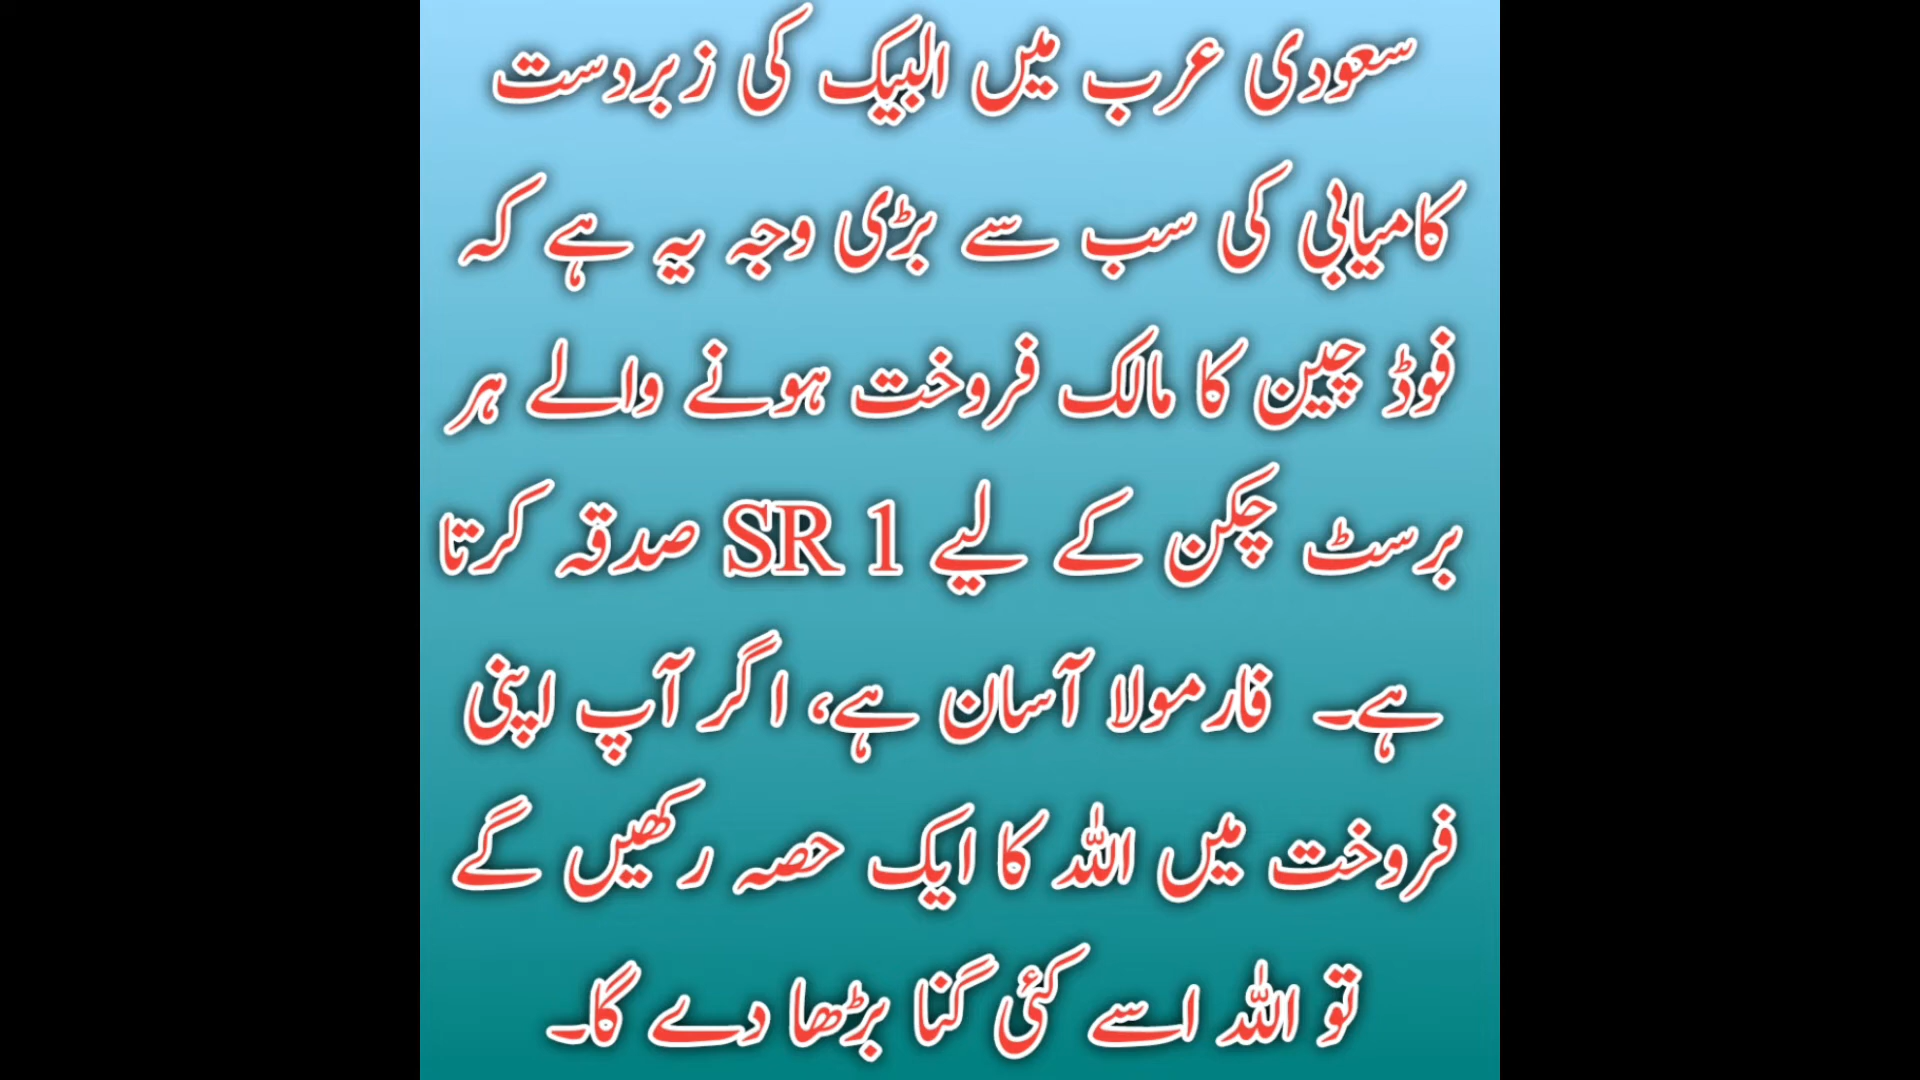 سعودی عرب میں البیک کی زبردست
کامیابی کی سب سے بڑی وجہ یہ ہے کہ
فوڈ چیین کا مالک فروخت ہونے والے ہر
برسٹ چکن کے لیے 1 SR صدقہ کرتا
ہے۔ فارمولا آسان ہے، اگر آپ اپنی
فروخت میں اللہ کا ایک حصہ رکھیں گے
تو اللہ اسے کئی گنا بڑھا دے گا۔